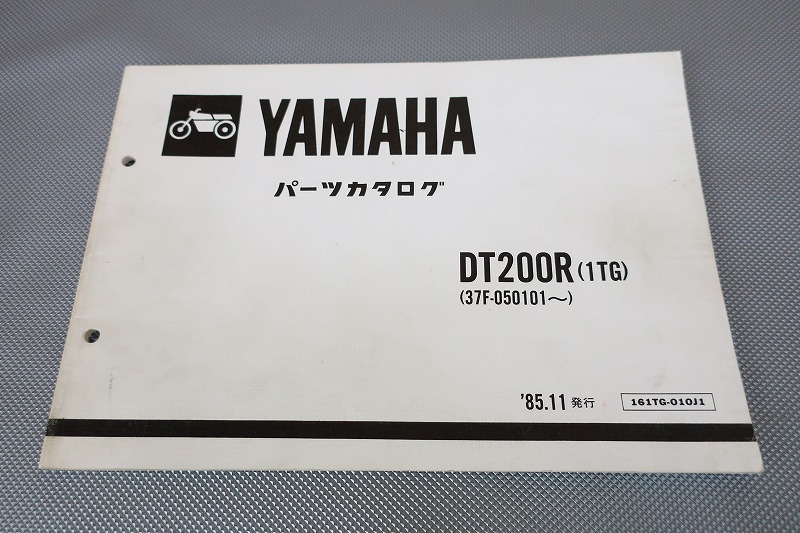 YAMAHA
パーツカタログ
DT200R(1TG)
(37F-050101〜)
'85.11 発行
161TG-010J1